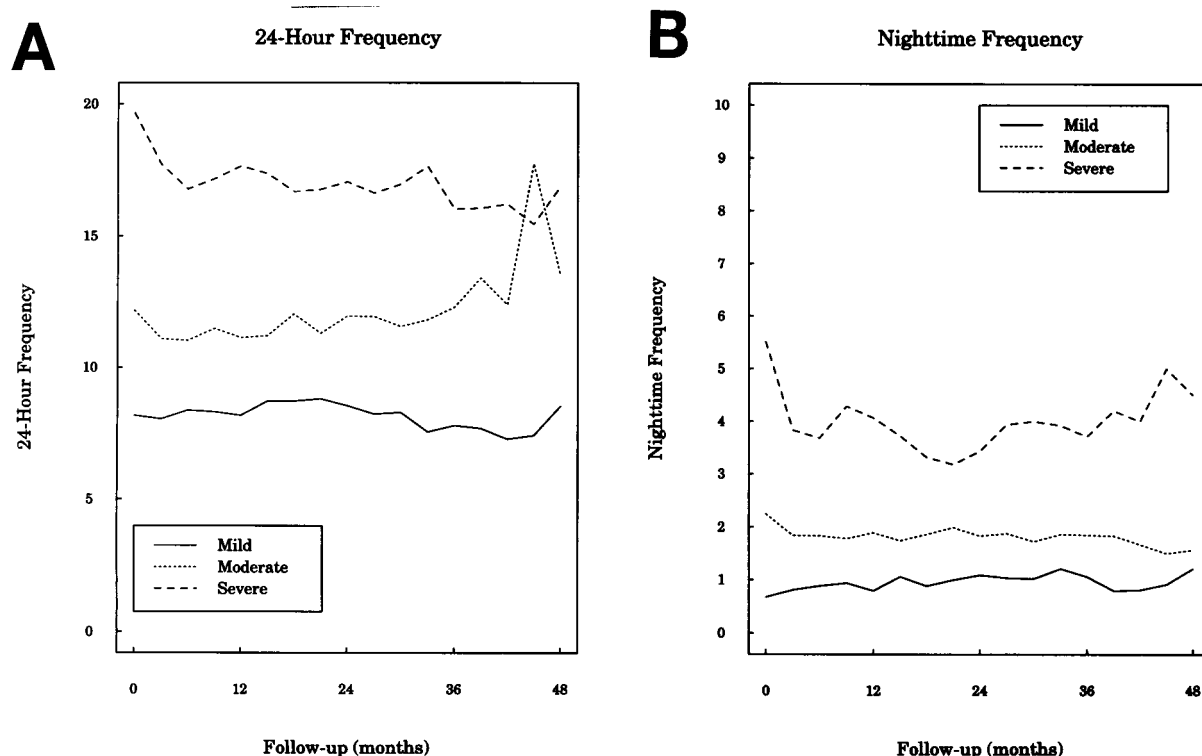 A
24-Hour Frequency
24-Hour Frequency
20
15
10
5
0
Mild
Moderate
Severe
0 12 24 36 48
Follow-up (months)
B
Nighttime Frequency
Nighttime Frequency
10
9
8
7
6
5
4
3
2
1
0
Mild
Moderate
Severe
0 12 24 36 48
Follow-up (months)